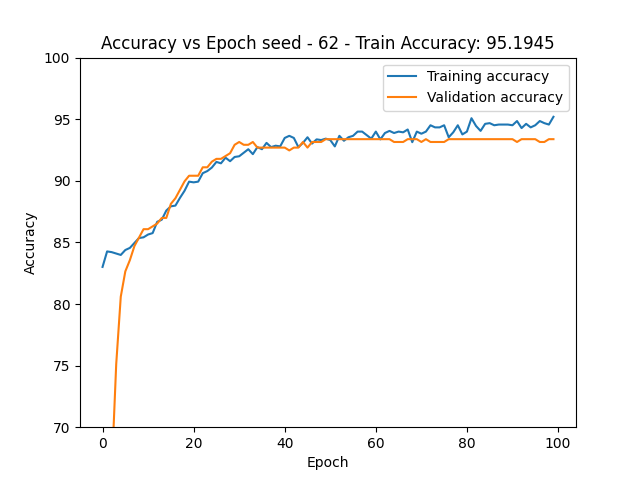 Accuracy vs Epoch seed - 62 - Train Accuracy: 95.1945
Training accuracy
Validation accuracy
Accuracy
100
95
90
85
80
75
70
0 20 40 60 80 100
Epoch